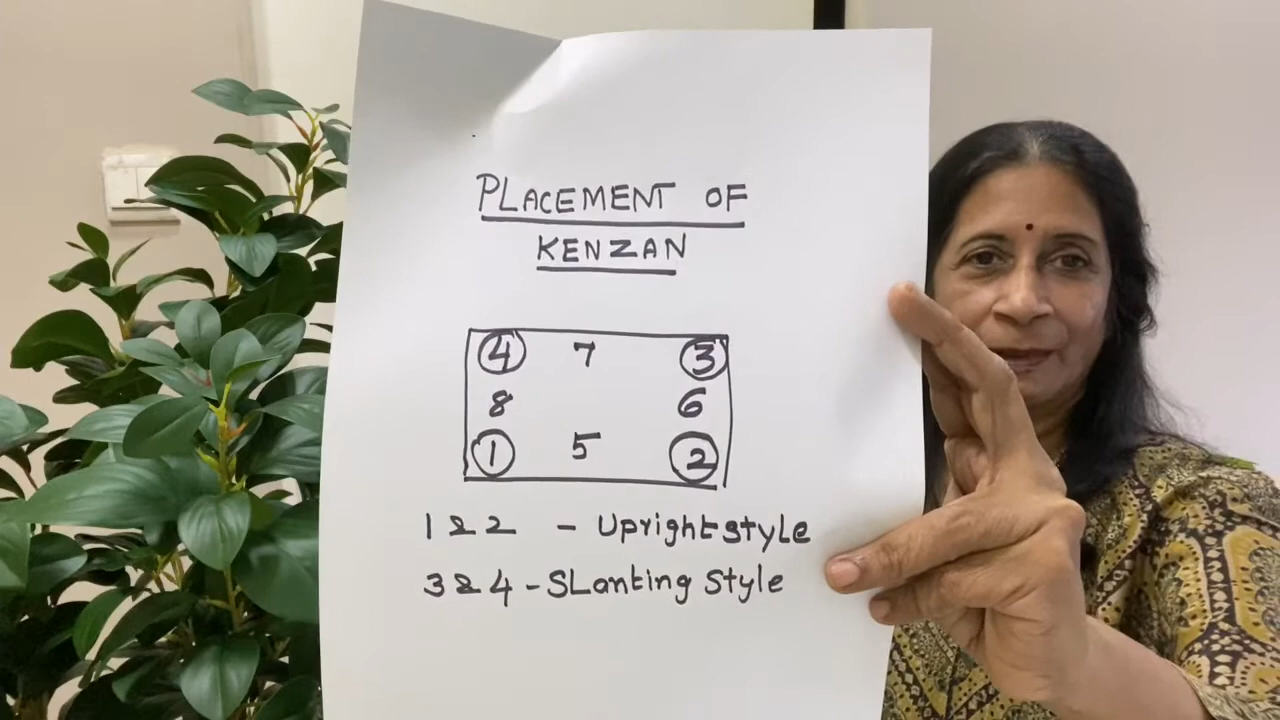 PLACEMENT OF
KENZAN
4 7 3
8 6
1 5 2
1 & 2 - Upright style
3 & 4 - SLanting Style